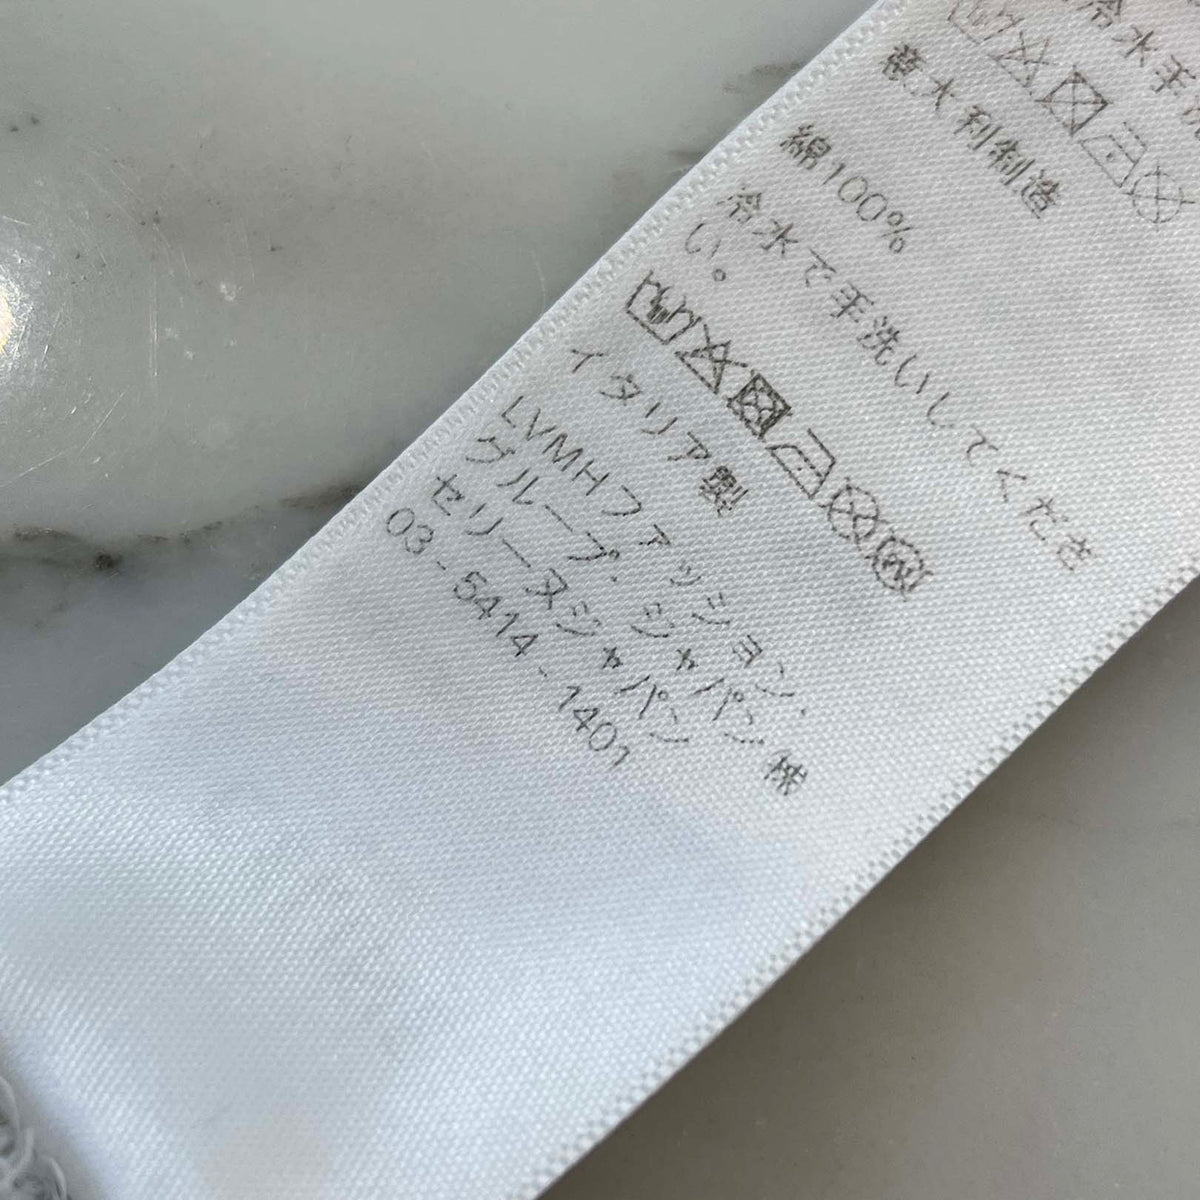 冷水手洗
意大利制造
綿100%
冷水で手洗いしてくださ
い。
イタリア製
LVMHファッション.
グループ.ジャパン 株
セリーヌジャパン
03-5414-1401